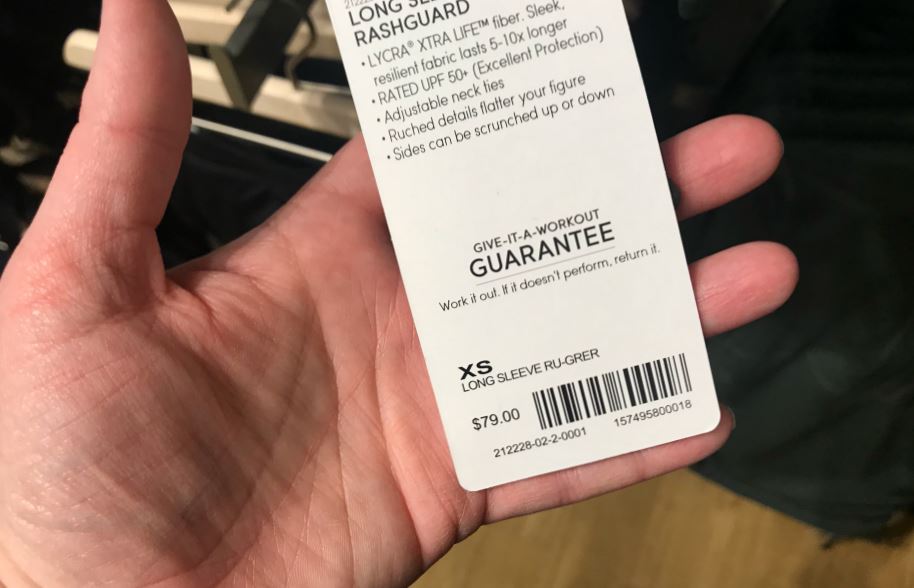 LONG
RASHGUARD
• LYCRA® XTRA LIFE™ fiber. Sleek,
resilient fabric lasts 5-10x longer
• RATED UPF 50+ (Excellent Protection)
• Adjustable neck ties
• Ruched details flatter your figure
• Sides can be scrunched up or down
GIVE-IT-A-WORKOUT
GUARANTEE
Work it out. If it doesn't perform, return it.
XS
LONG SLEEVE RU-GRER
$79.00
212228-02-2-0001 157495800018